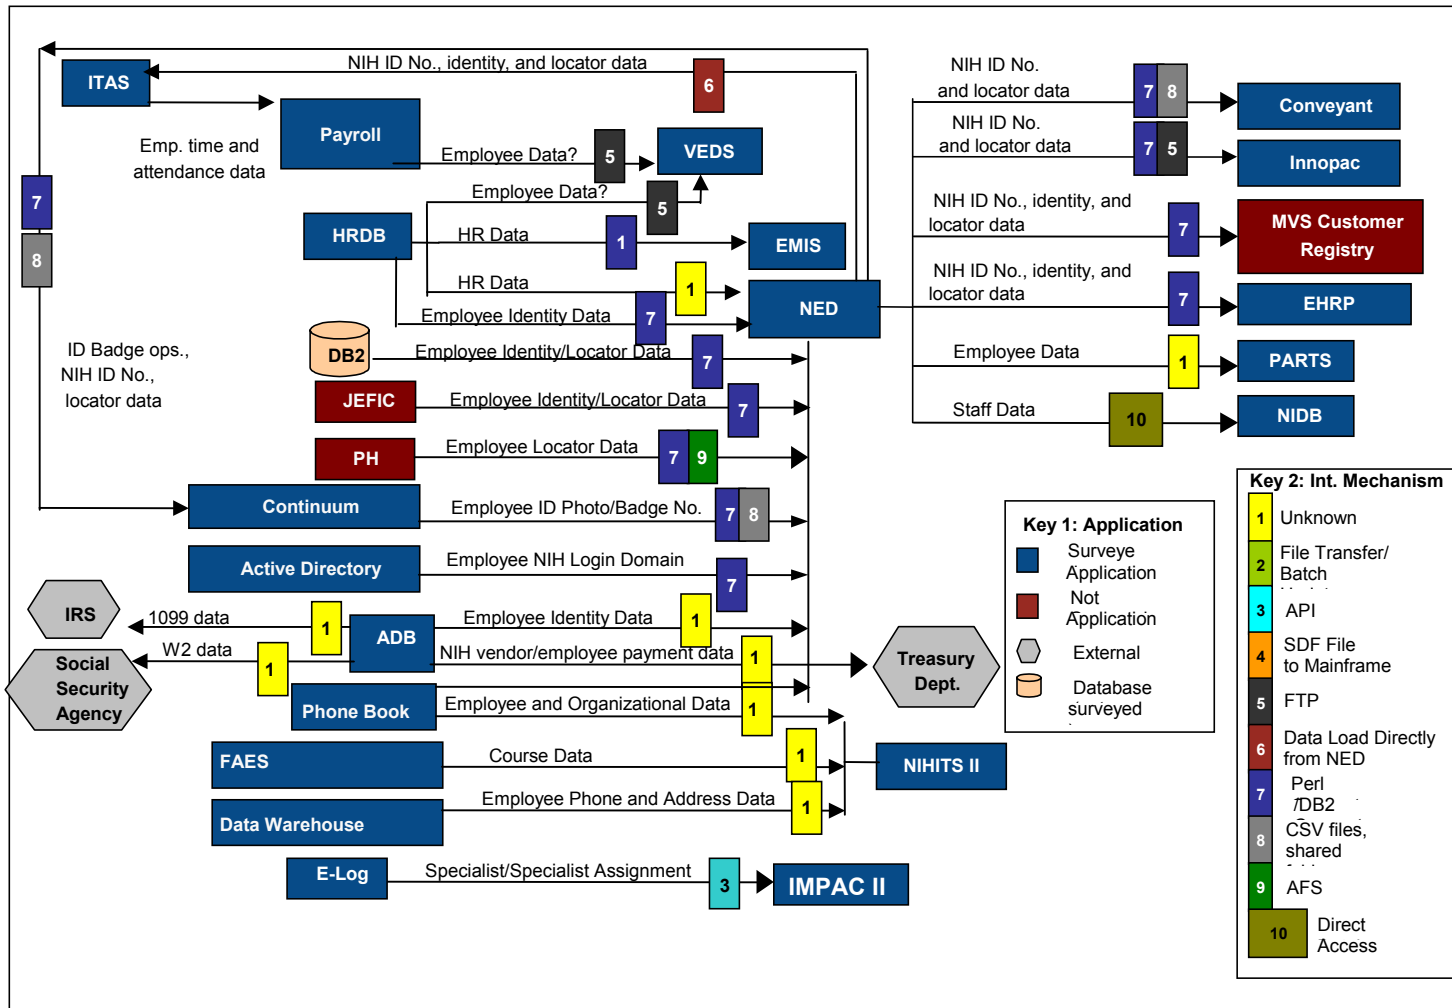 NIH ID No., identity, and locator data
6
ITAS
Payroll
Emp. time and
attendance data
Employee Data?
5
VEDS
Employee Data?
5
7
8
HRDB
HR Data
1
EMIS
HR Data
1
NED
Employee Identity Data
7
DB2
Employee Identity/Locator Data
7
ID Badge ops.,
NIH ID No.,
locator data
JEFIC
Employee Identity/Locator Data
7
PH
Employee Locator Data
7 9
Continuum
Employee ID Photo/Badge No.
7 8
Active Directory
Employee NIH Login Domain
7
IRS
1099 data
1
ADB
Employee Identity Data
1
Social
Security
Agency
W2 data
1
NIH vendor/employee payment data
1
Treasury
Dept.
Phone Book
Employee and Organizational Data
1
FAES
Course Data
1
NIHITS II
Data Warehouse
Employee Phone and Address Data
1
E-Log
Specialist/Specialist Assignment
3
IMPAC II
NIH ID No.
and locator data
7 8
Conveyant
NIH ID No.
and locator data
7 5
Innopac
NIH ID No., identity, and
locator data
7
MVS Customer
Registry
NIH ID No., identity, and
locator data
7
EHRP
Employee Data
1
PARTS
Staff Data
10
NIDB
Key 1: Application
Surveye
Application
Not
Application
External
Database
surveyed
Key 2: Int. Mechanism
1 Unknown
2 File Transfer/
Batch
3 API
4 SDF File
to Mainframe
5 FTP
6 Data Load Directly
from NED
7 Perl
/DB2
8 CSV files,
shared
9 AFS
10 Direct
Access